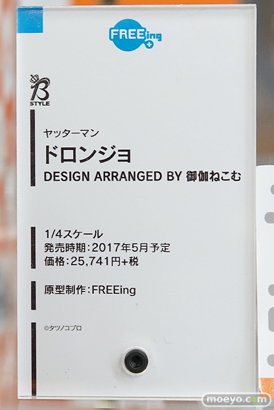 FREEing
B
STYLE
ヤッターマン
ドロンジョ
DESIGN ARRANGED BY 御伽ねこむ
1/4スケール
発売時期：2017年5月予定
価格：25,741円+税
原型制作：FREEing
©タツノコプロ
moeyo.com